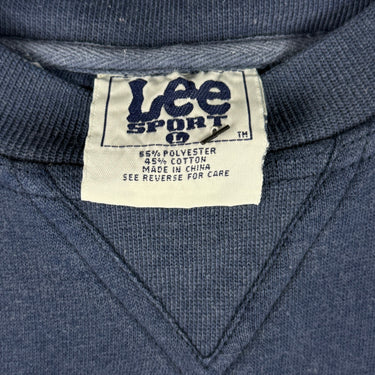 Lee
SPORT
L
TM
55% POLYESTER
45% COTTON
MADE IN CHINA
SEE REVERSE FOR CARE